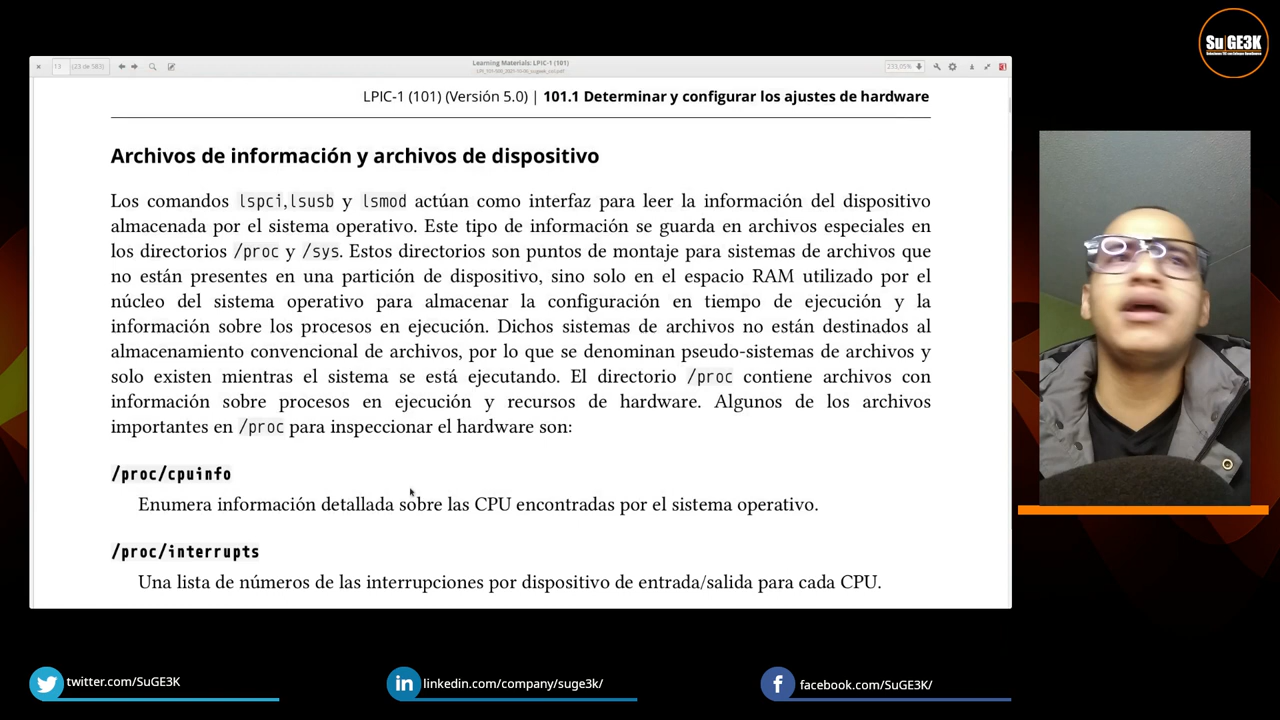 SuGE3K
13 (23 de 583)
Learning Materials: LPIC-1 (101)
LPIC-1 (101) (Versión 5.0) | 101.1 Determinar y configurar los ajustes de hardware
Archivos de información y archivos de dispositivo
Los comandos lspci,lsusb y lsmod actúan como interfaz para leer la información del dispositivo
almacenada por el sistema operativo. Este tipo de información se guarda en archivos especiales en
los directorios /proc y /sys. Estos directorios son puntos de montaje para sistemas de archivos que
no están presentes en una partición de dispositivo, sino solo en el espacio RAM utilizado por el
núcleo del sistema operativo para almacenar la configuración en tiempo de ejecución y la
información sobre los procesos en ejecución. Dichos sistemas de archivos no están destinados al
almacenamiento convencional de archivos, por lo que se denominan pseudo-sistemas de archivos y
solo existen mientras el sistema se está ejecutando. El directorio /proc contiene archivos con
información sobre procesos en ejecución y recursos de hardware. Algunos de los archivos
importantes en /proc para inspeccionar el hardware son:
/proc/cpuinfo
Enumera información detallada sobre las CPU encontradas por el sistema operativo.
/proc/interrupts
Una lista de números de las interrupciones por dispositivo de entrada/salida para cada CPU.
twitter.com/SuGE3K
linkedin.com/company/suge3k/
facebook.com/SuGE3K/